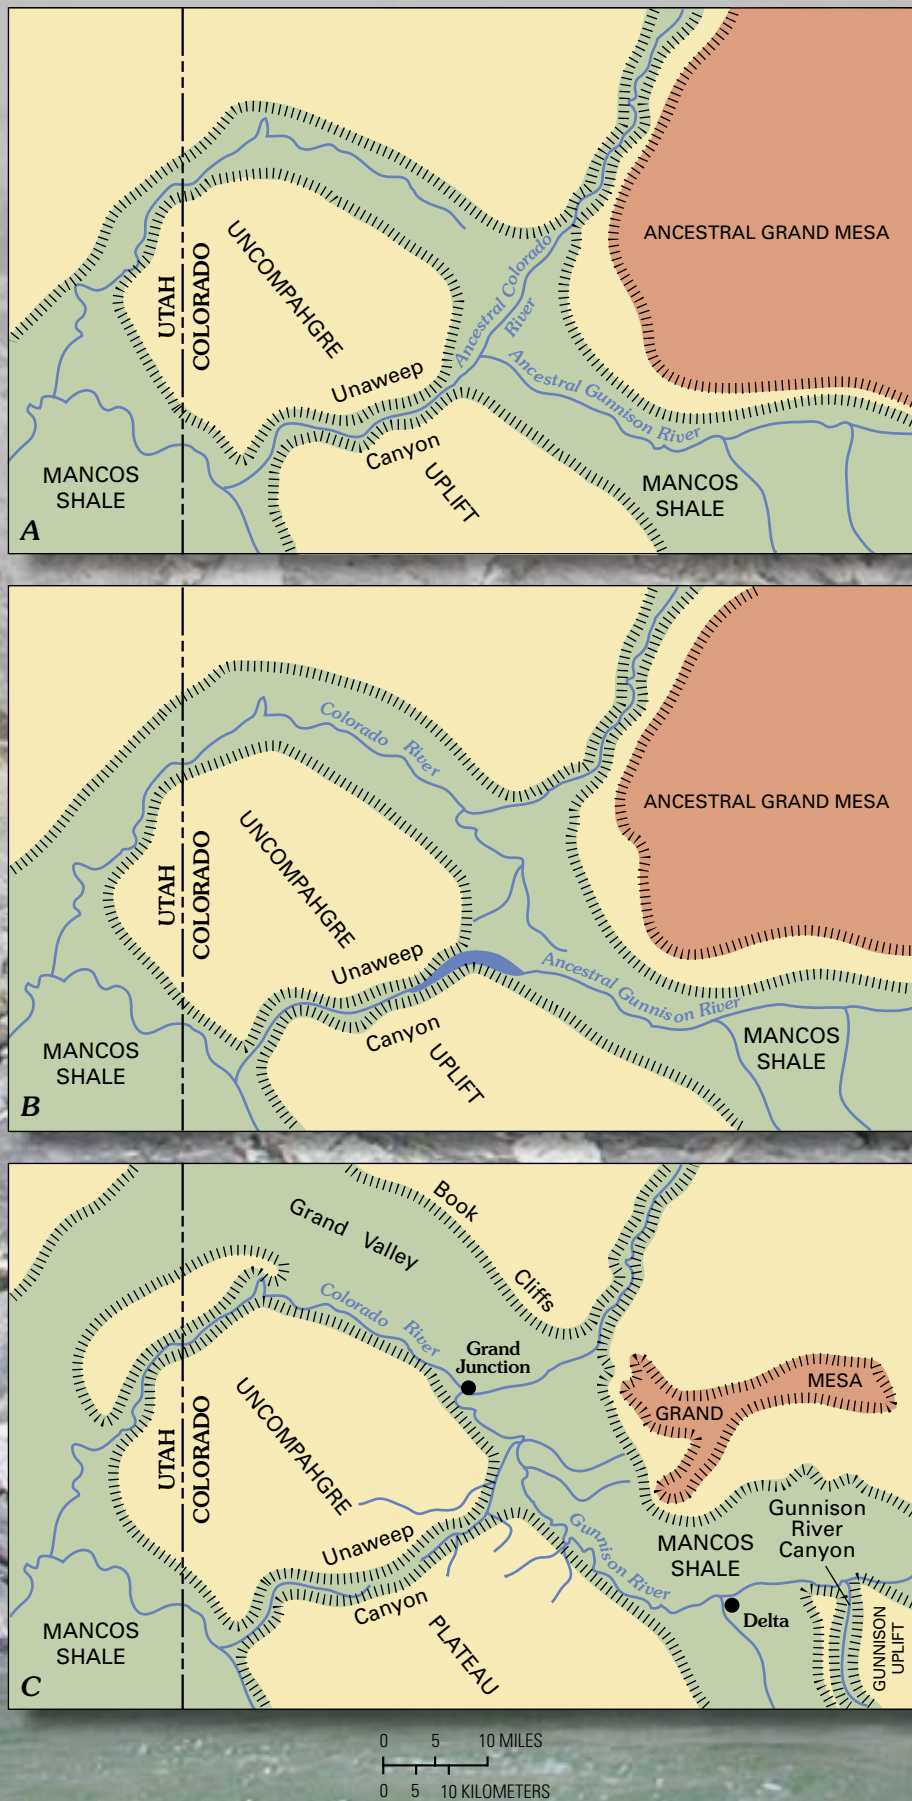 ANCESTRAL GRAND MESA
UNCOMPAHGRE
UTAH
COLORADO
Ancestral Colorado
River
Ancestral Gunnison River
Unaweep
Canyon
UPLIFT
MANCOS
SHALE
MANCOS
SHALE
A
Colorado River
ANCESTRAL GRAND MESA
UNCOMPAHGRE
UTAH
COLORADO
Unaweep
Canyon
Ancestral Gunnison River
UPLIFT
MANCOS
SHALE
MANCOS
SHALE
B
Book
Cliffs
Grand Valley
Colorado River
Grand
Junction
GRAND
MESA
UNCOMPAHGRE
UTAH
COLORADO
Unaweep
Canyon
Gunnison River
MANCOS
SHALE
Gunnison
River
Canyon
Delta
PLATEAU
GUNNISON
UPLIFT
MANCOS
SHALE
C
0 5 10 MILES
0 5 10 KILOMETERS